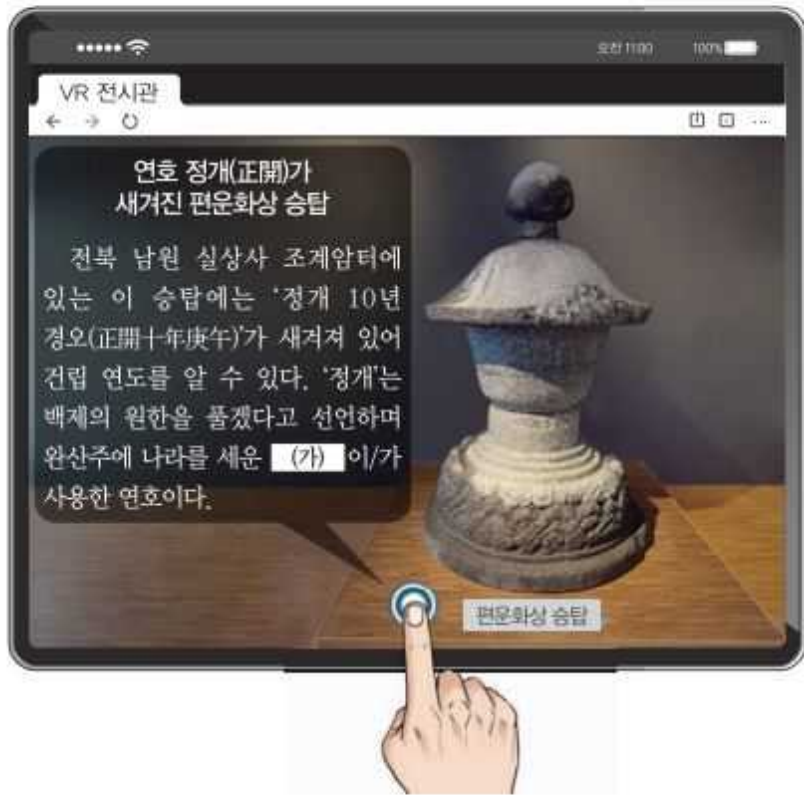 오전 11:00 100%
VR 전시관
연호 정개(正開)가
새겨진 편운화상 승탑
전북 남원 실상사 조계암터에
있는 이 승탑에는 ‘정개 10년
경오(正開十年庚午)’가 새겨져 있어
건립 연도를 알 수 있다. ‘정개’는
백제의 원한을 풀겠다고 선언하며
완산주에 나라를 세운 (가) 이/가
사용한 연호이다.
편운화상 승탑